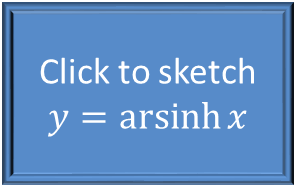 Click to sketch
y = arsinh x